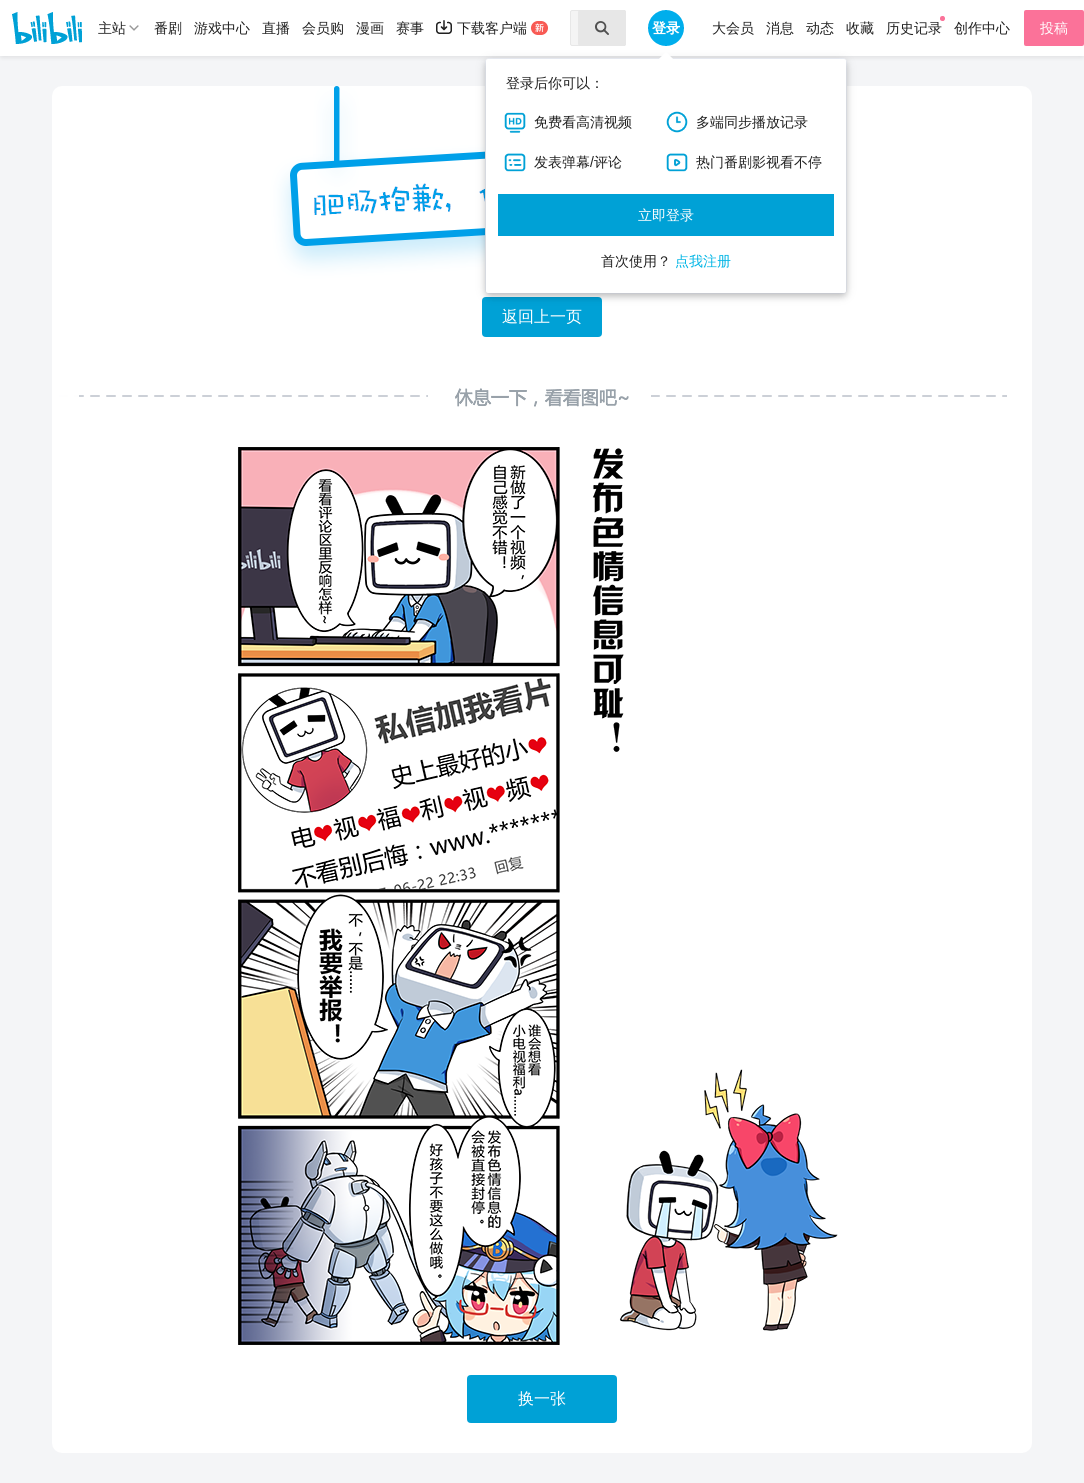 bilibili
主站 番剧 游戏中心 直播 会员购 漫画 赛事 下载客户端 新 登录 大会员 消息 动态 收藏 历史记录 创作中心 投稿
登录后你可以：
HD 免费看高清视频 多端同步播放记录
发表弹幕/评论 热门番剧影视看不停
立即登录
首次使用？ 点我注册
肥肠抱歉，
返回上一页
休息一下，看看图吧~
发布色情信息可耻！
新做了一个视频，
自己感觉不错！
看看评论区里反响怎样~
bilibili
私信加我看片
史上最好的小❤
电❤视❤福❤利❤视❤频❤
不看别后悔：www.*******
06-22 22:33 回复
不，不是……
我要举报！
谁会想看
小电视福利a……
发布色情信息的
会被直接封停。
好孩子不要这么做哦。
B
换一张